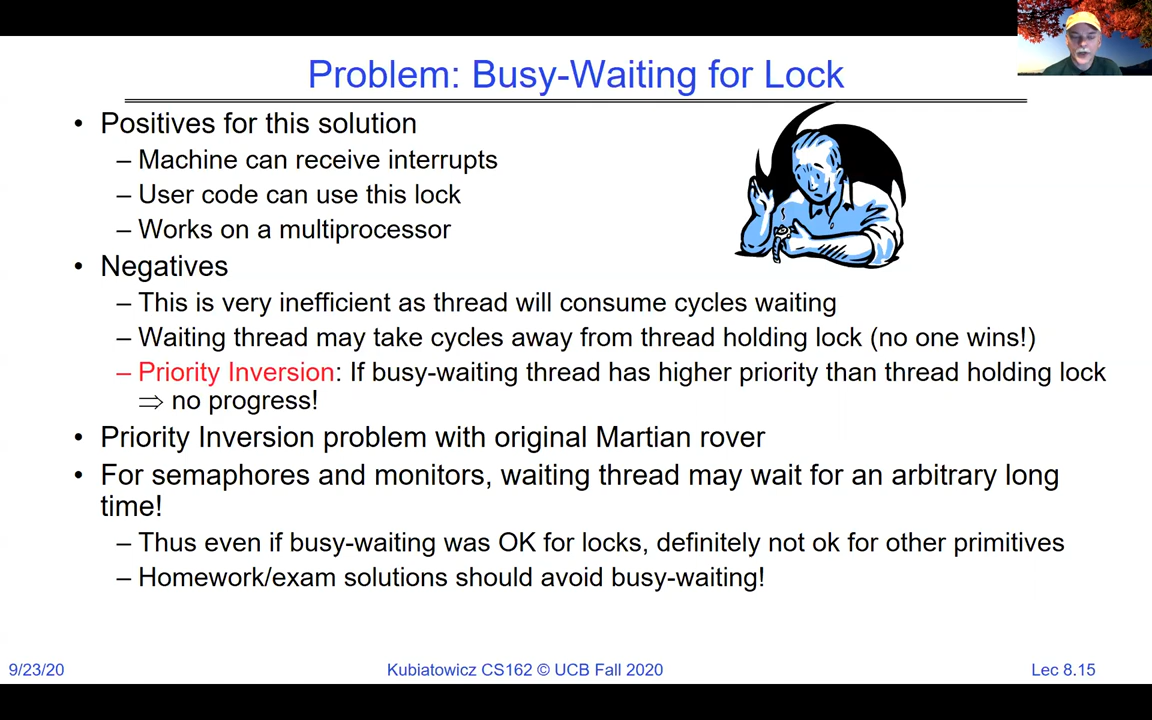 Problem: Busy-Waiting for Lock
• Positives for this solution
– Machine can receive interrupts
– User code can use this lock
– Works on a multiprocessor
• Negatives
– This is very inefficient as thread will consume cycles waiting
– Waiting thread may take cycles away from thread holding lock (no one wins!)
– Priority Inversion: If busy-waiting thread has higher priority than thread holding lock
⇒ no progress!
• Priority Inversion problem with original Martian rover
• For semaphores and monitors, waiting thread may wait for an arbitrary long
time!
– Thus even if busy-waiting was OK for locks, definitely not ok for other primitives
– Homework/exam solutions should avoid busy-waiting!
9/23/20
Kubiatowicz CS162 © UCB Fall 2020
Lec 8.15